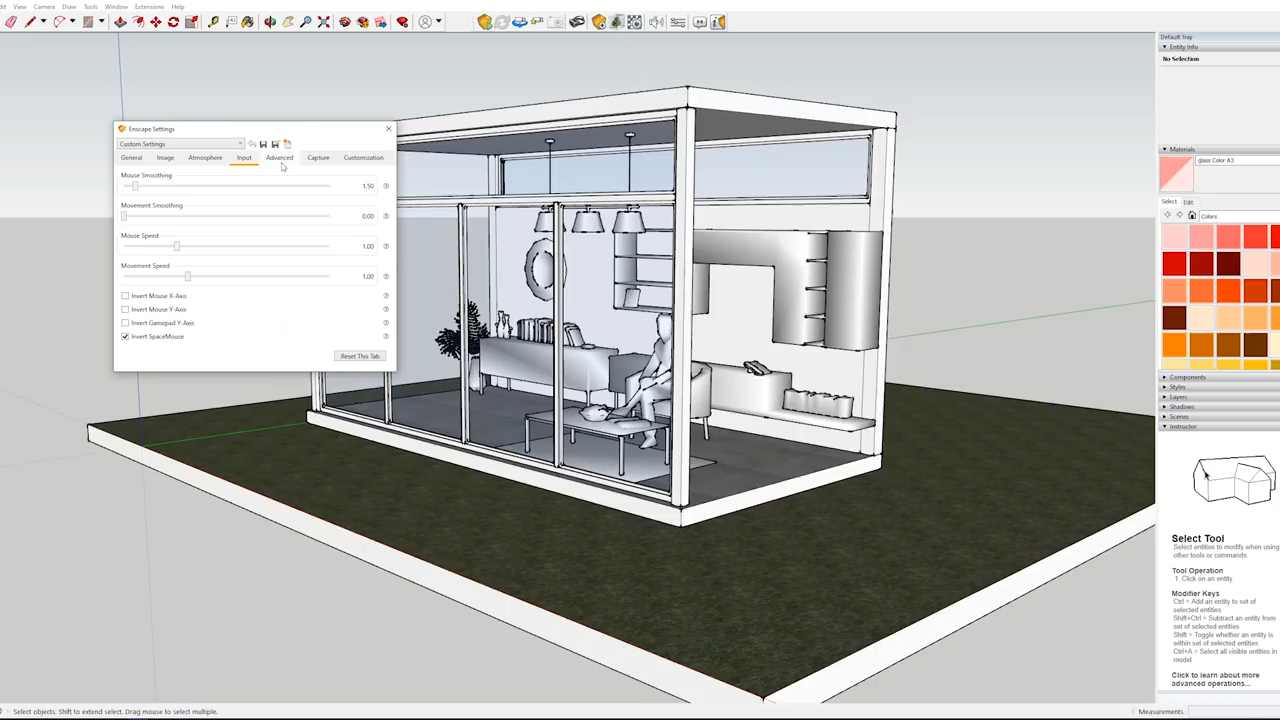 dit View Camera Draw Tools Window Extensions Help
Default Tray
Entity Info
No Selection
Enscape Settings
Custom Settings
General Image Atmosphere Input Advanced Capture Customization
Mouse Smoothing
1.50
Movement Smoothing
0.00
Mouse Speed
1.00
Movement Speed
1.00
Invert Mouse X-Axis
Invert Mouse Y-Axis
Invert Gamepad Y-Axis
Invert SpaceMouse
Reset This Tab
Materials
glass Color A3
Select Edit
Colors
Components
Styles
Layers
Shadows
Scenes
Instructor
Select Tool
Select entities to modify when using
other tools or commands.
Tool Operation
1. Click on an entity
Modifier Keys
Ctrl = Add an entity to set of
selected entities
Shift+Ctrl = Subtract an entity from
set of selected entities
Shift = Toggle whether an entity is
within set of selected entities
Ctrl+A = Select all visible entities in
model
Click to learn about more
advanced operations...
Select objects. Shift to extend select. Drag mouse to select multiple.
Measurements